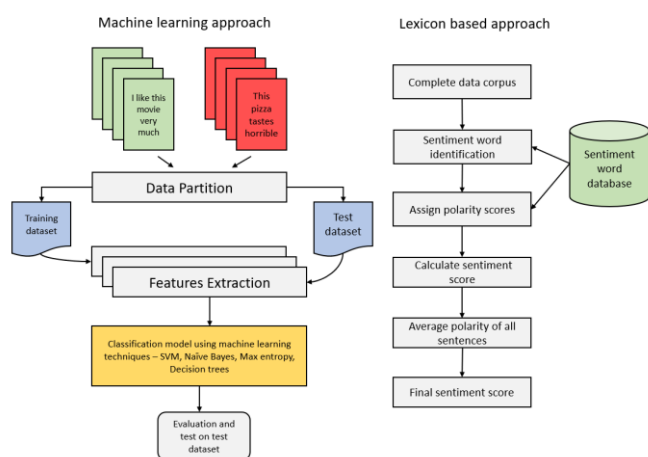 Machine learning approach
I like this
movie
very
much
This
pizza
tastes
horrible
Data Partition
Training
dataset
Test
dataset
Features Extraction
Classification model using machine learning
techniques – SVM, Naïve Bayes, Max entropy,
Decision trees
Evaluation and
test on test
dataset
Lexicon based approach
Complete data corpus
Sentiment word
identification
Sentiment
word
database
Assign polarity scores
Calculate sentiment
score
Average polarity of all
sentences
Final sentiment score